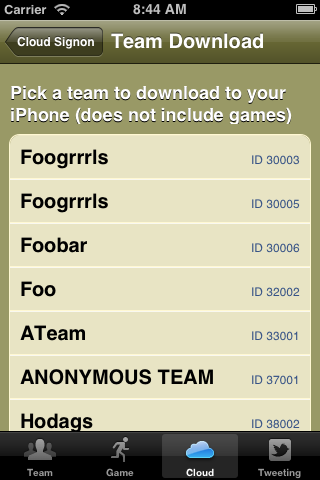 Carrier 8:44 AM
Cloud Signon Team Download
Pick a team to download to your
iPhone (does not include games)
Foogrrrls ID 30003
Foogrrrls ID 30005
Foobar ID 30006
Foo ID 32002
ATeam ID 33001
ANONYMOUS TEAM ID 37001
Hodags ID 38002
Team Game Cloud Tweeting